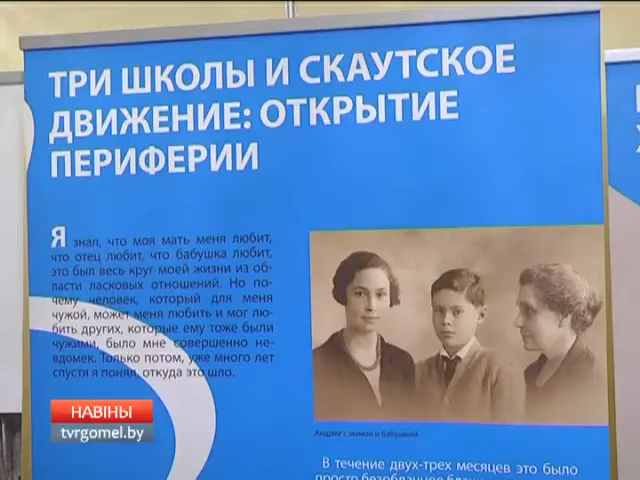 ТРИ ШКОЛЫ И СКАУТСКОЕ
ДВИЖЕНИЕ: ОТКРЫТИЕ
ПЕРИФЕРИИ
Я знал, что моя мать меня любит,
что отец любит, что бабушка любит,
это был весь круг моей жизни из об-
ласти ласковых отношений. Но по-
чему человек, который для меня
чужой, может меня любить и мог лю-
бить других, которые ему тоже были
чужими, было мне совершенно не-
вдомек. Только потом, уже много лет
спустя я понял, откуда это шло.
Андрей с мамой и бабушкой
В течение двух-трех месяцев это было
просто безоблачное
НАВІНЫ
tvrgomel.by